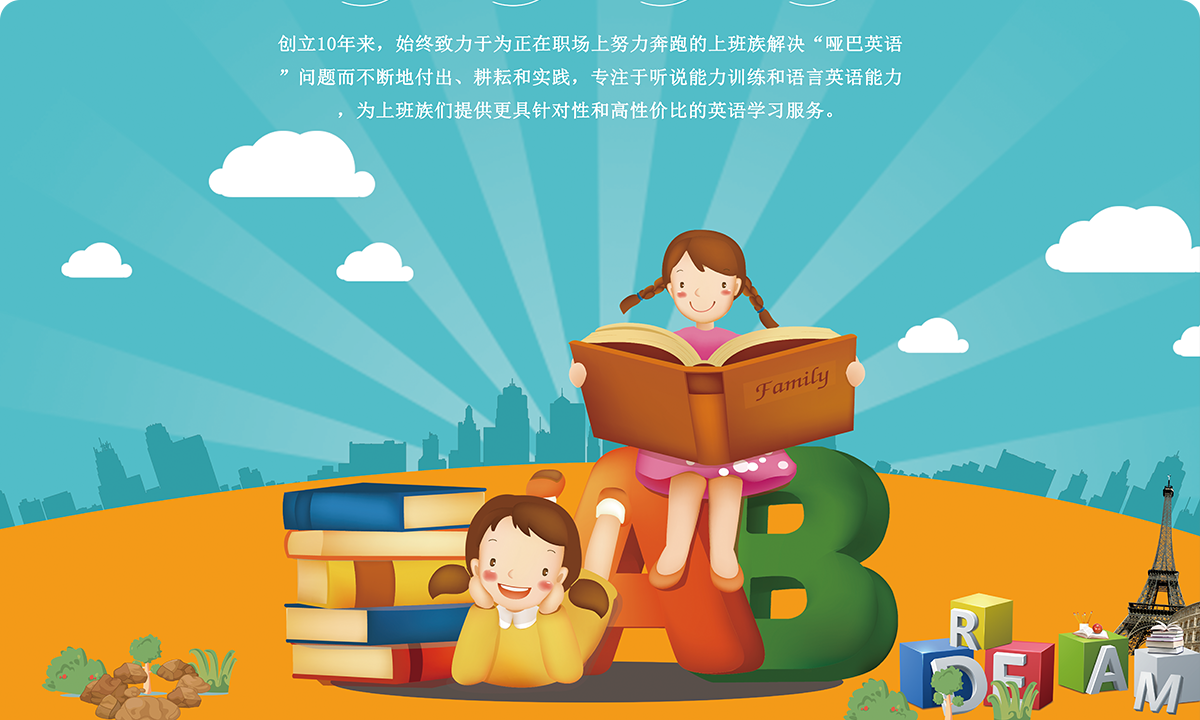 创立10年来，始终致力于为正在职场上努力奔跑的上班族解决“哑巴英语
”问题而不断地付出、耕耘和实践，专注于听说能力训练和语言英语能力
，为上班族们提供更具针对性和高性价比的英语学习服务。
Family
A B
R
D E A M